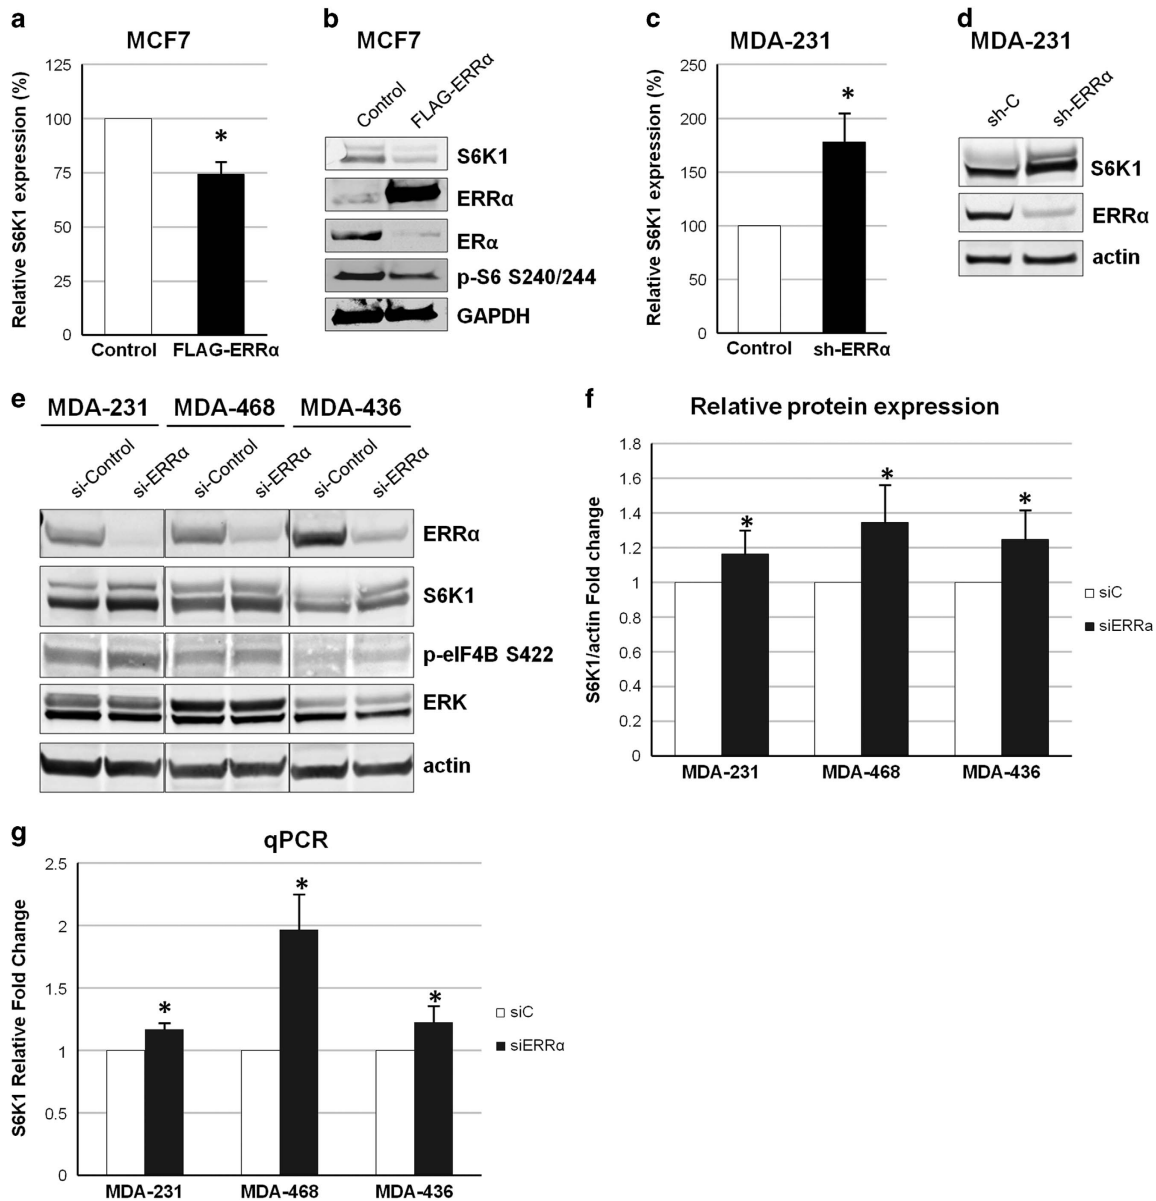 a
MCF7
Relative S6K1 expression (%)
125
100
75
50
25
0
*
Control FLAG-ERRα
b
MCF7
Control FLAG-ERRα
S6K1
ERRα
ERα
p-S6 S240/244
GAPDH
c
MDA-231
Relative S6K1 expression (%)
250
200
150
100
50
0
*
Control sh-ERRα
d
MDA-231
sh-C sh-ERRα
S6K1
ERRα
actin
e
MDA-231 MDA-468 MDA-436
si-Control si-ERRα si-Control si-ERRα si-Control si-ERRα
ERRα
S6K1
p-eIF4B S422
ERK
actin
f
Relative protein expression
S6K1/actin Fold change
1.8
1.6
1.4
1.2
1
0.8
0.6
0.4
0.2
0
* * *
MDA-231 MDA-468 MDA-436
siC
siERRa
g
qPCR
S6K1 Relative Fold Change
2.5
2
1.5
1
0.5
0
* * *
MDA-231 MDA-468 MDA-436
siC
siERRα